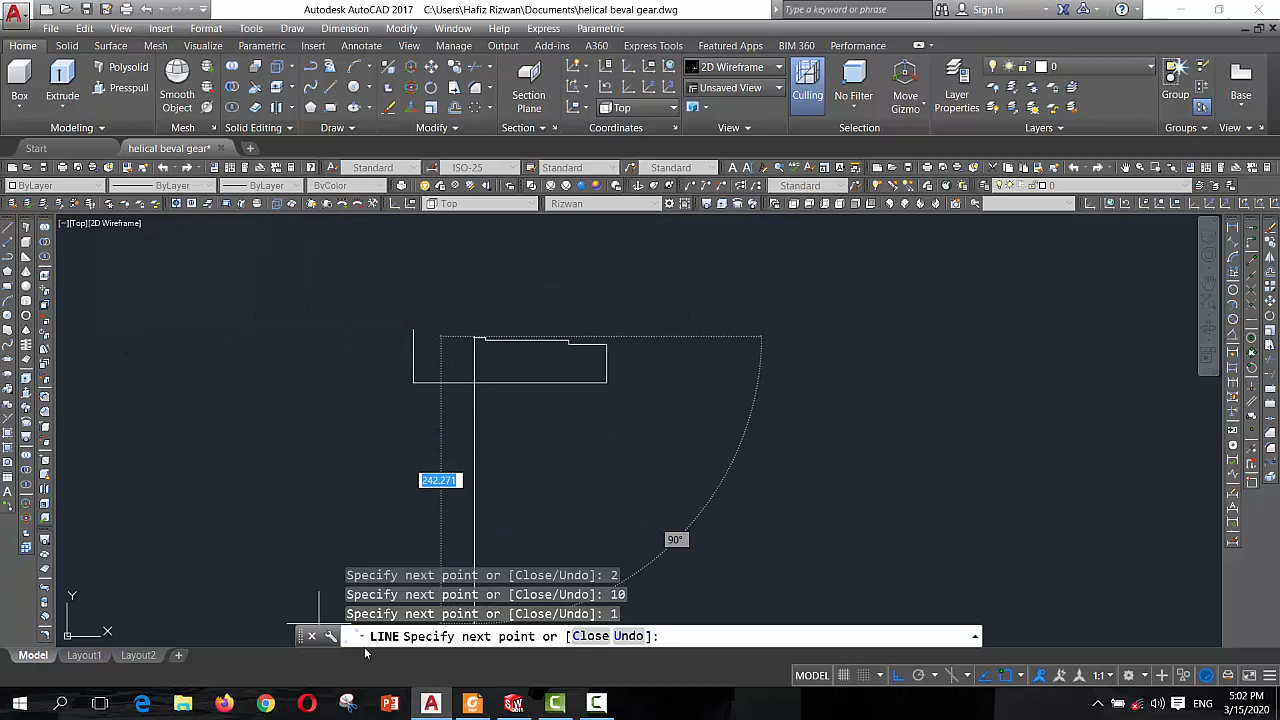 Autodesk AutoCAD 2017 C:\Users\Hafiz Rizwan\Documents\helical beval gear.dwg
Type a keyword or phrase
Sign In
File Edit View Insert Format Tools Draw Dimension Modify Window Help Express Parametric
Home Solid Surface Mesh Visualize Parametric Insert Annotate View Manage Output Add-ins A360 Express Tools Featured Apps BIM 360 Performance
Polysolid
Presspull
2D Wireframe
Unsaved View
Top
0
Box Extrude Smooth Object Section Plane Culling No Filter Move Gizmo Layer Properties Group Base
Modeling Mesh Solid Editing Draw Modify Section Coordinates View Selection Layers Groups View
Start helical beval gear*
Standard ISO-25 Standard Standard
ByLayer ByLayer ByLayer ByColor Standard 0
Top Rizwan
[−][Top][2D Wireframe]
242.271
90°
Specify next point or [Close/Undo]: 2
Specify next point or [Close/Undo]: 10
Specify next point or [Close/Undo]: 1
LINE Specify next point or [Close Undo]:
Y
X
Model Layout1 Layout2
MODEL 1:1
ENG
5:02 PM
3/15/2020